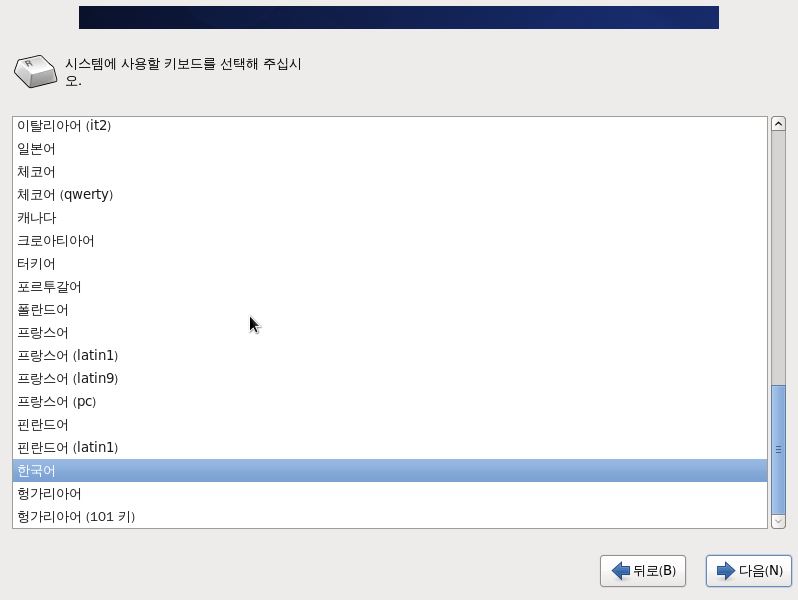 시스템에 사용할 키보드를 선택해 주십시
오.
이탈리아어 (it2)
일본어
체코어
체코어 (qwerty)
캐나다
크로아티아어
터키어
포르투갈어
폴란드어
프랑스어
프랑스어 (latin1)
프랑스어 (latin9)
프랑스어 (pc)
핀란드어
핀란드어 (latin1)
한국어
헝가리아어
헝가리아어 (101 키)
뒤로(B) 다음(N)